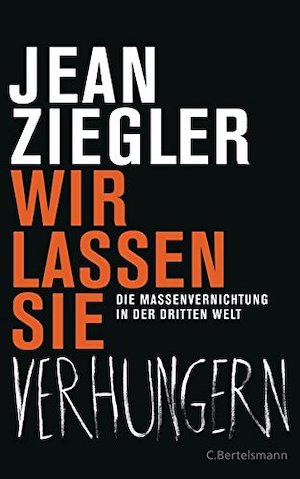 JEAN
ZIEGLER
WIR
LASSEN
SIE
DIE MASSENVERNICHTUNG
IN DER DRITTEN WELT
VERHUNGERN
C.Bertelsmann